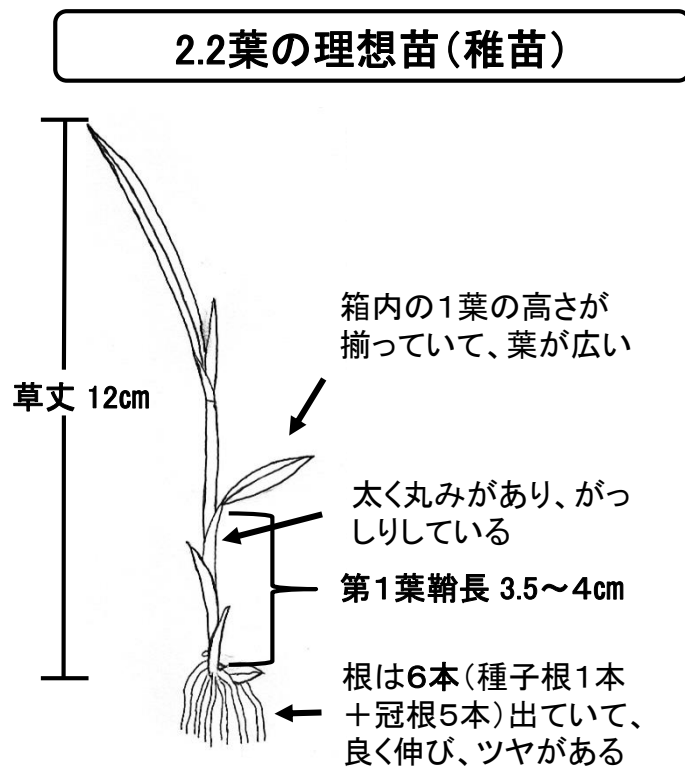 2.2葉の理想苗(稚苗)
箱内の1葉の高さが
揃っていて、葉が広い
草丈 12㎝
太く丸みがあり、がっ
しりしている
第1葉鞘長 3.5～4㎝
根は6本(種子根1本
＋冠根5本)出ていて、
良く伸び、ツヤがある